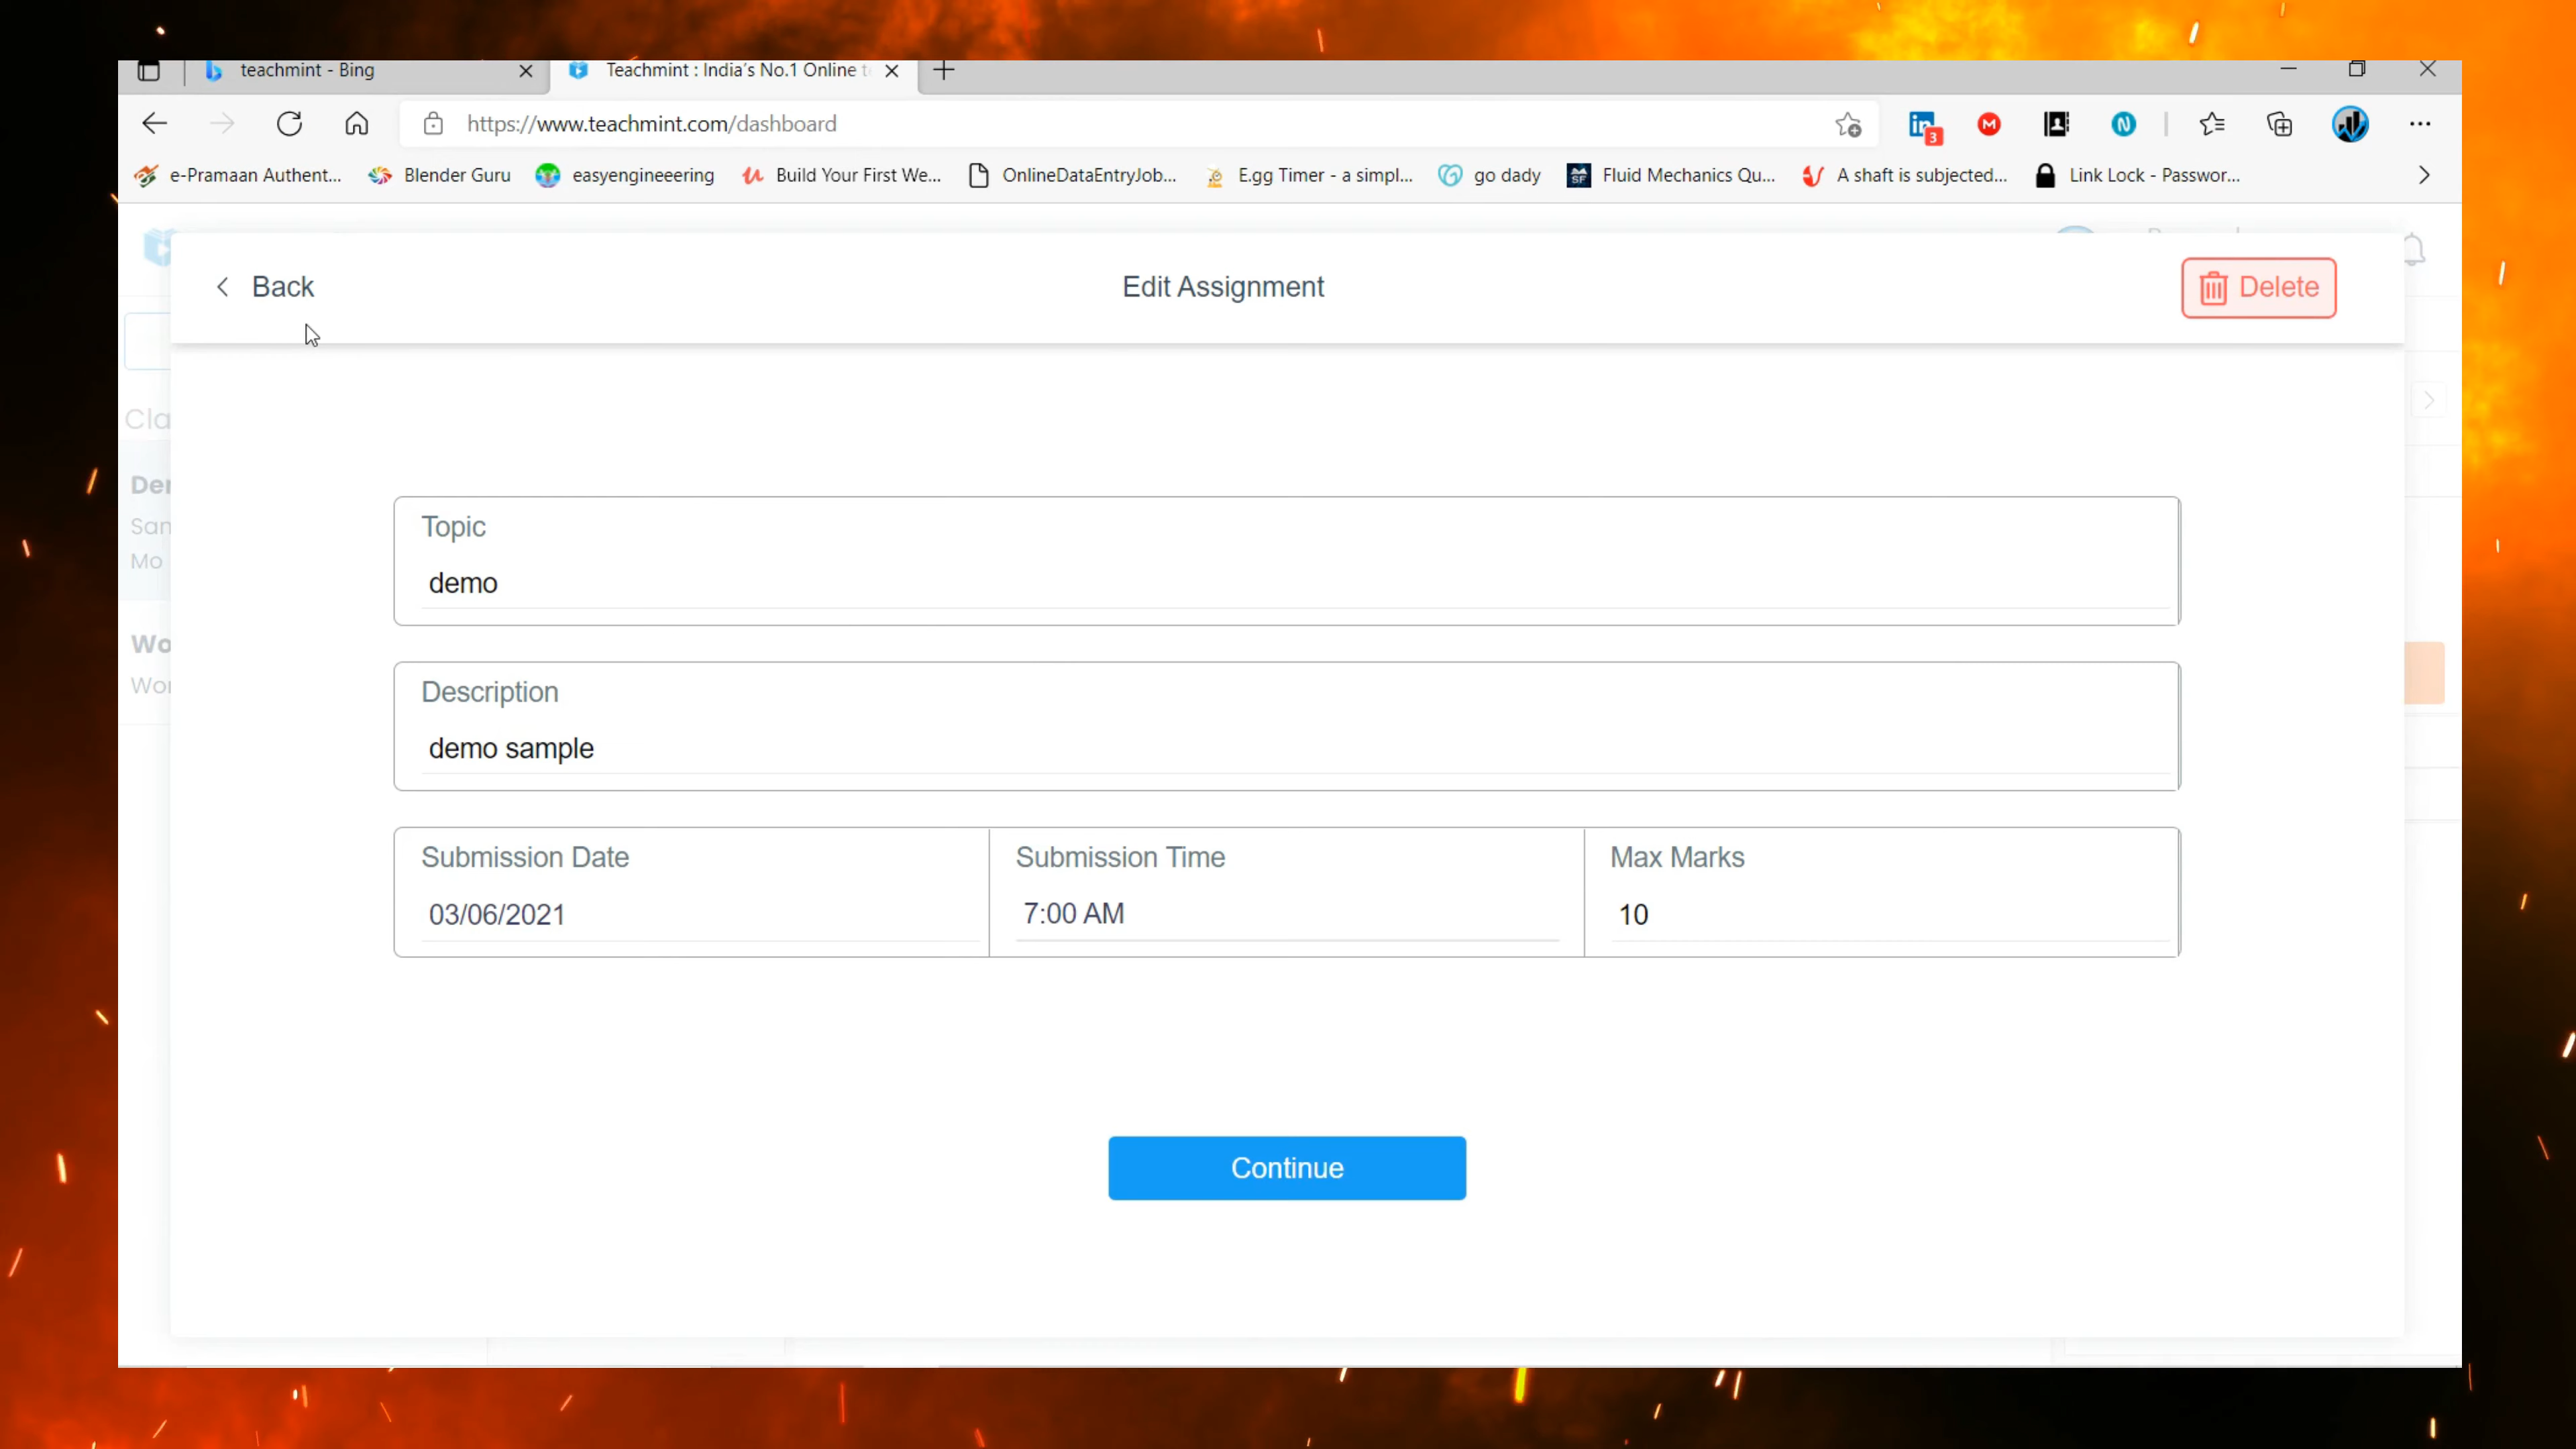 teachmint - Bing
Teachmint : India's No.1 Online t
https://www.teachmint.com/dashboard
3
e-Pramaan Authent...
Blender Guru
easyengineeering
Build Your First We...
OnlineDataEntryJob...
E.gg Timer - a simpl...
go dady
Fluid Mechanics Qu...
A shaft is subjected...
Link Lock - Passwor...
Back
Edit Assignment
Delete
Cla
Der
San
Mo
Wo
Wor
Topic
demo
Description
demo sample
Submission Date
Submission Time
Max Marks
03/06/2021
7:00 AM
10
Continue